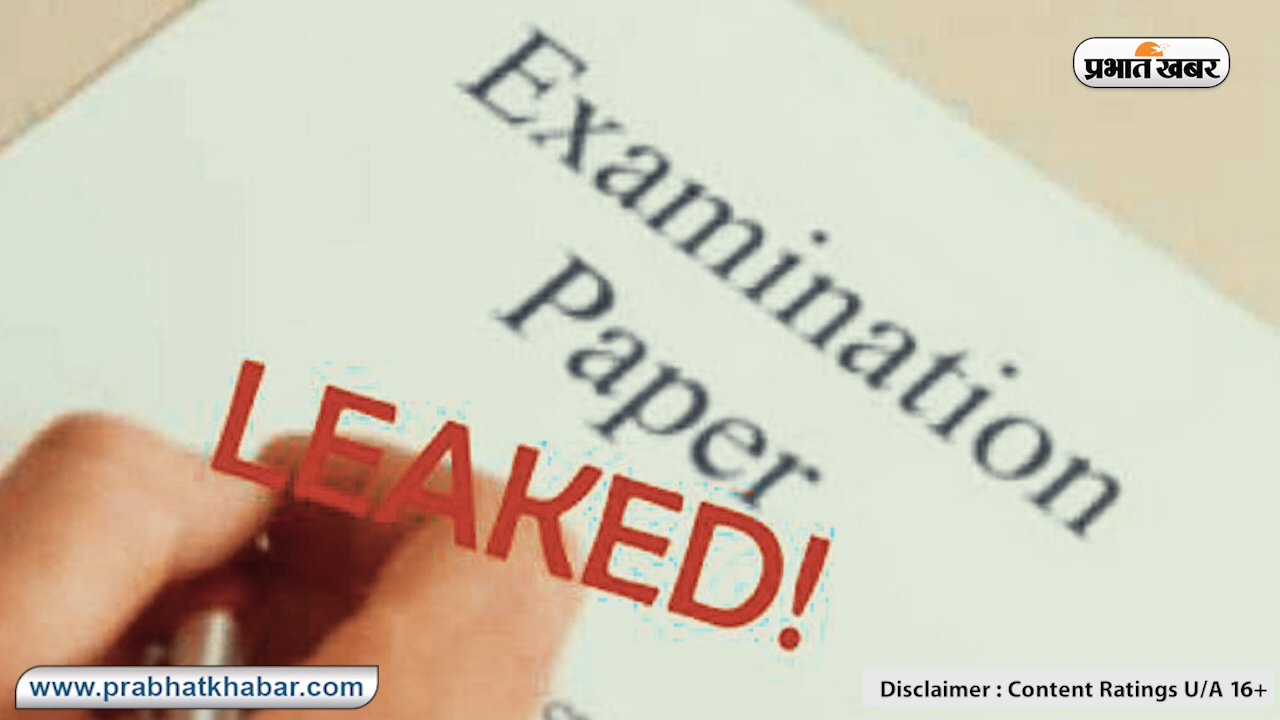 प्रभात खबर
Examination
Paper
LEAKED!
www.prabhatkhabar.com
Disclaimer : Content Ratings U/A 16+